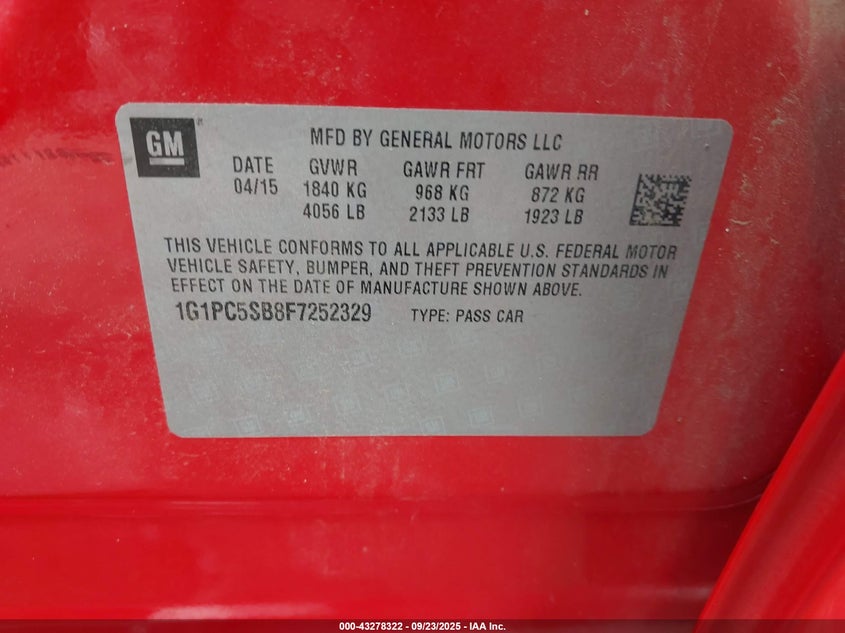 GM
MFD BY GENERAL MOTORS LLC
DATE GVWR GAWR FRT GAWR RR
04/15 1840 KG 968 KG 872 KG
4056 LB 2133 LB 1923 LB
THIS VEHICLE CONFORMS TO ALL APPLICABLE U.S. FEDERAL MOTOR
VEHICLE SAFETY, BUMPER, AND THEFT PREVENTION STANDARDS IN
EFFECT ON THE DATE OF MANUFACTURE SHOWN ABOVE.
1G1PC5SB8F7252329 TYPE: PASS CAR
000-43278322 - 09/23/2025 - IAA Inc.